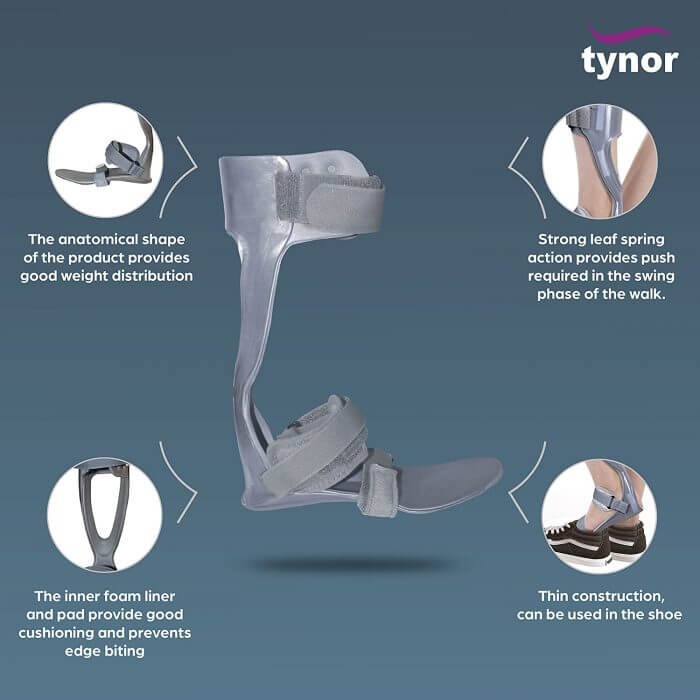 tynor
The anatomical shape
of the product provides
good weight distribution
Strong leaf spring
action provides push
required in the swing
phase of the walk.
The inner foam liner
and pad provide good
cushioning and prevents
edge biting
Thin construction,
can be used in the shoe